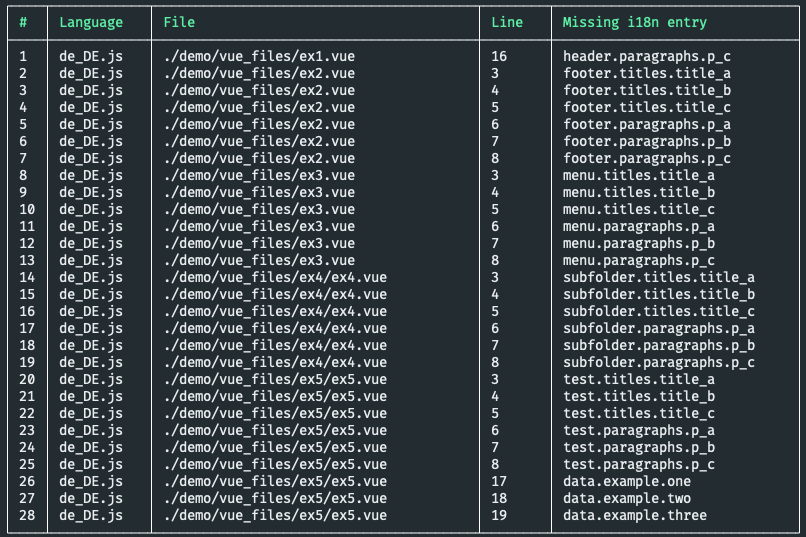 # Language File Line Missing i18n entry
1 de_DE.js ./demo/vue_files/ex1.vue 16 header.paragraphs.p_c
2 de_DE.js ./demo/vue_files/ex2.vue 3 footer.titles.title_a
3 de_DE.js ./demo/vue_files/ex2.vue 4 footer.titles.title_b
4 de_DE.js ./demo/vue_files/ex2.vue 5 footer.titles.title_c
5 de_DE.js ./demo/vue_files/ex2.vue 6 footer.paragraphs.p_a
6 de_DE.js ./demo/vue_files/ex2.vue 7 footer.paragraphs.p_b
7 de_DE.js ./demo/vue_files/ex2.vue 8 footer.paragraphs.p_c
8 de_DE.js ./demo/vue_files/ex3.vue 3 menu.titles.title_a
9 de_DE.js ./demo/vue_files/ex3.vue 4 menu.titles.title_b
10 de_DE.js ./demo/vue_files/ex3.vue 5 menu.titles.title_c
11 de_DE.js ./demo/vue_files/ex3.vue 6 menu.paragraphs.p_a
12 de_DE.js ./demo/vue_files/ex3.vue 7 menu.paragraphs.p_b
13 de_DE.js ./demo/vue_files/ex3.vue 8 menu.paragraphs.p_c
14 de_DE.js ./demo/vue_files/ex4/ex4.vue 3 subfolder.titles.title_a
15 de_DE.js ./demo/vue_files/ex4/ex4.vue 4 subfolder.titles.title_b
16 de_DE.js ./demo/vue_files/ex4/ex4.vue 5 subfolder.titles.title_c
17 de_DE.js ./demo/vue_files/ex4/ex4.vue 6 subfolder.paragraphs.p_a
18 de_DE.js ./demo/vue_files/ex4/ex4.vue 7 subfolder.paragraphs.p_b
19 de_DE.js ./demo/vue_files/ex4/ex4.vue 8 subfolder.paragraphs.p_c
20 de_DE.js ./demo/vue_files/ex5/ex5.vue 3 test.titles.title_a
21 de_DE.js ./demo/vue_files/ex5/ex5.vue 4 test.titles.title_b
22 de_DE.js ./demo/vue_files/ex5/ex5.vue 5 test.titles.title_c
23 de_DE.js ./demo/vue_files/ex5/ex5.vue 6 test.paragraphs.p_a
24 de_DE.js ./demo/vue_files/ex5/ex5.vue 7 test.paragraphs.p_b
25 de_DE.js ./demo/vue_files/ex5/ex5.vue 8 test.paragraphs.p_c
26 de_DE.js ./demo/vue_files/ex5/ex5.vue 17 data.example.one
27 de_DE.js ./demo/vue_files/ex5/ex5.vue 18 data.example.two
28 de_DE.js ./demo/vue_files/ex5/ex5.vue 19 data.example.three